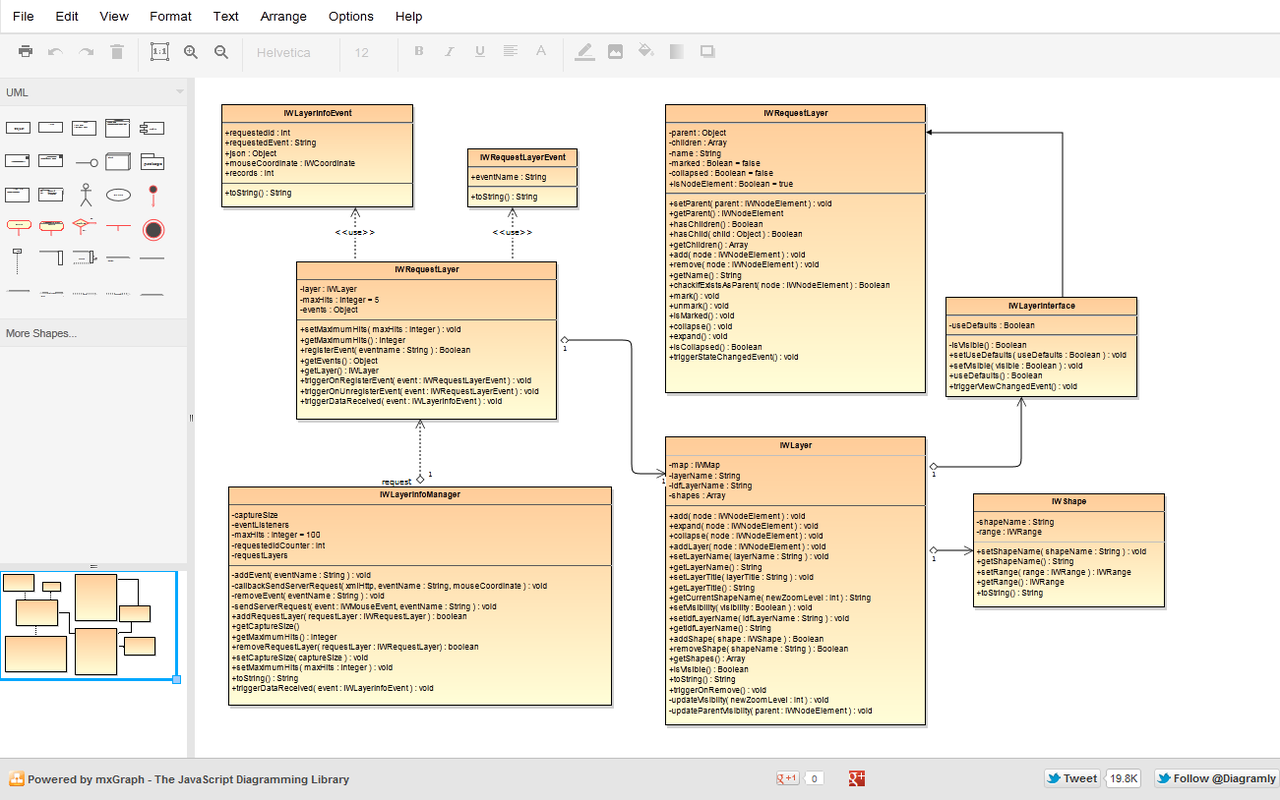 File Edit View Format Text Arrange Options Help
1:1 Helvetica 12 B I U A
UML
More Shapes...
IWLayerInfoEvent
+requestedId : Int
+requestedEvent : String
+json : Object
+mouseCoordinate : IWCoordinate
+records : Int
+toString() : String
IWRequestLayerEvent
+eventName : String
+toString() : String
<<use>>
<<use>>
IWRequestLayer
-layer : IWLayer
-maxHits : Integer = 5
-events : Object
+setMaximumHits( maxHits : Integer ) : void
+getMaximumHits() : Integer
+registerEvent( eventname : String ) : Boolean
+getEvents() : Object
+getLayer() : IWLayer
+triggerOnRegisterEvent( event : IWRequestLayerEvent ) : void
+triggerOnUnregisterEvent( event : IWRequestLayerEvent ) : void
+triggerDataReceived( event : IWLayerInfoEvent ) : void
1
1
request
1
IWLayerInfoManager
-captureSize
-eventListeners
-maxHits : Integer = 100
-requestedIdCounter : Int
-requestLayers
-addEvent( eventName : String ) : void
-callbackSendServerRequest( xmlHttp, eventName : String, mouseCoordinate ) : void
-removeEvent( eventName : String ) : void
-sendServerRequest( event : IWMouseEvent, eventName : String ) : void
+addRequestLayer( requestLayer : IWRequestLayer ) : boolean
+getCaptureSize()
+getMaximumHits() : Integer
+removeRequestLayer( requestLayer : IWRequestLayer) : boolean
+setCaptureSize( captureSize ) : void
+setMaximumHits( maxHits : Integer ) : void
+toString() : String
+triggerDataReceived( event : IWLayerInfoEvent ) : void
IWRequestLayer
-parent : Object
-children : Array
-name : String
-marked : Bolean = false
-collapsed : Boolean = false
+isNodeElement : Boolean = true
+setParent( parent : IWNodeElement ) : void
+getParent() : IWNodeElement
+hasChildren() : Boolean
+hasChild( child : Object ) : Boolean
+getChildren() : Array
+add( node : IWNodeElement ) : void
+remove( node : IWNodeElement ) : void
+getName() : String
+chackIfExistsAsParent( node : IWNodeElement ) : Boolean
+mark() : void
+unmark() : void
+isMarked() : void
+collapse() : void
+expand() : void
+isCollapsed() : Boolean
+triggerStateChangedEvent() : void
IWLayerInterface
-useDefaults : Boolean
-isVisible() : Boolean
+setUseDefaults( useDefaults : Boolean ) : void
+setVisible( visible : Boolean ) : void
+useDefaults() : Boolean
+triggerViewChangedEvent() : void
IWLayer
-map : IWMap
-layerName : String
-idfLayerName : String
-shapes : Array
+add( node : IWNodeElement ) : void
+expand( node : IWNodeElement ) : void
+collapse( node : IWNodeElement ) : void
+addLayer( node : IWNodeElement ) : void
+setLayerName( layerName : String ) : void
+getLayerName() : String
+setLayerTitle( layerTitle : String ) : void
+getLayerTitle() : String
+getCurrentShapeName( newZoomLevel : Int ) : String
+setVisibility( visibility : Boolean ) : void
+setIdfLayerName( idfLayerName : String ) : void
+getIdfLayerName() : String
+addShape( shape : IWShape ) : Boolean
+removeShape( shapeName : String ) : Boolean
+getShapes() : Array
+isVisible() : Boolean
+toString() : String
+triggerOnRemove() : void
-updateVisiblity( newZoomLevel : Int ) : void
-updateParentVisiblity( parent : IWNodeElement ) : void
1
1
IWShape
-shapeName : String
-range : IWRange
+setShapeName( shapeName : String ) : void
+getShapeName() : String
+setRange( range : IWRange ) : IWRange
+getRange() : IWRange
+toString() : String
Powered by mxGraph - The JavaScript Diagramming Library
g +1 0 g+ Tweet 19.8K Follow @Diagramly